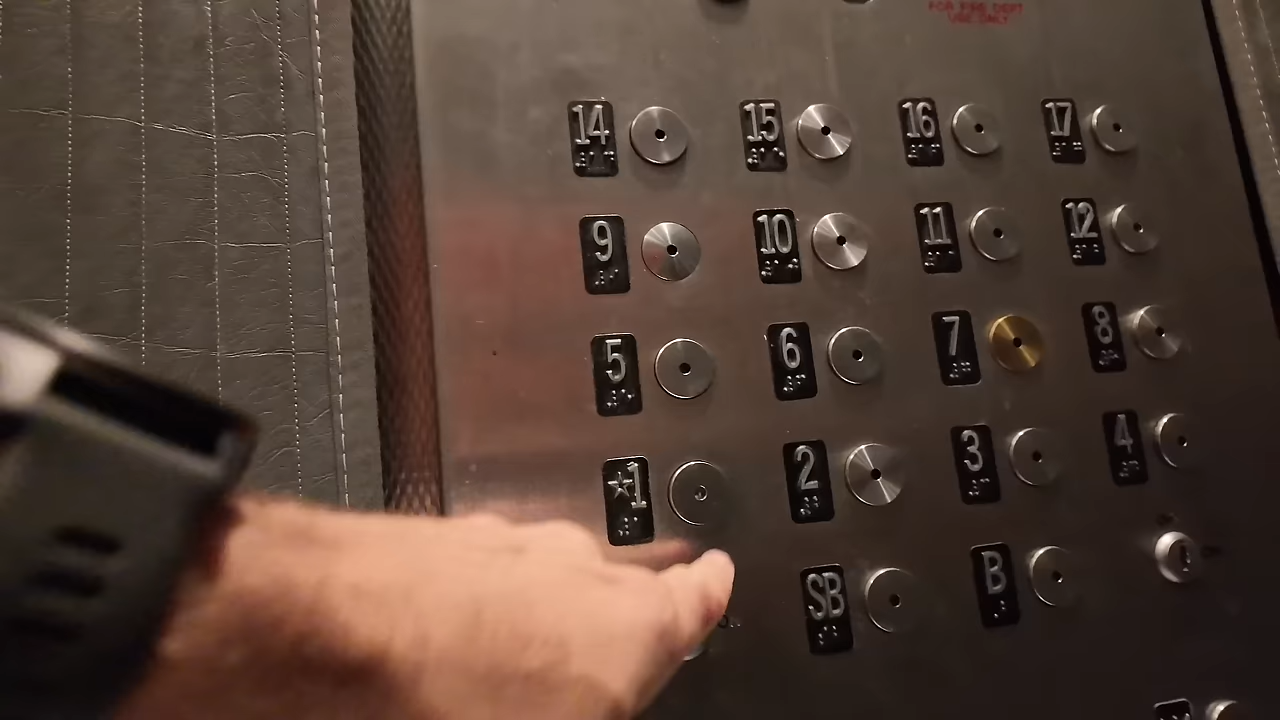 FOR FIRE DEPT
USE ONLY
14 15 16 17
9 10 11 12
5 6 7 8
★1 2 3 4
SB B